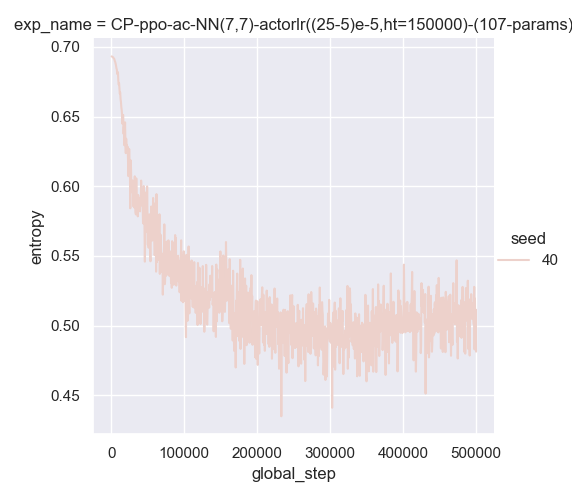 exp_name = CP-ppo-ac-NN(7,7)-actorlr((25-5)e-5,ht=150000)-(107-params)
0.70
0.65
0.60
0.55
0.50
0.45
entropy
seed
40
0 100000 200000 300000 400000 500000
global_step